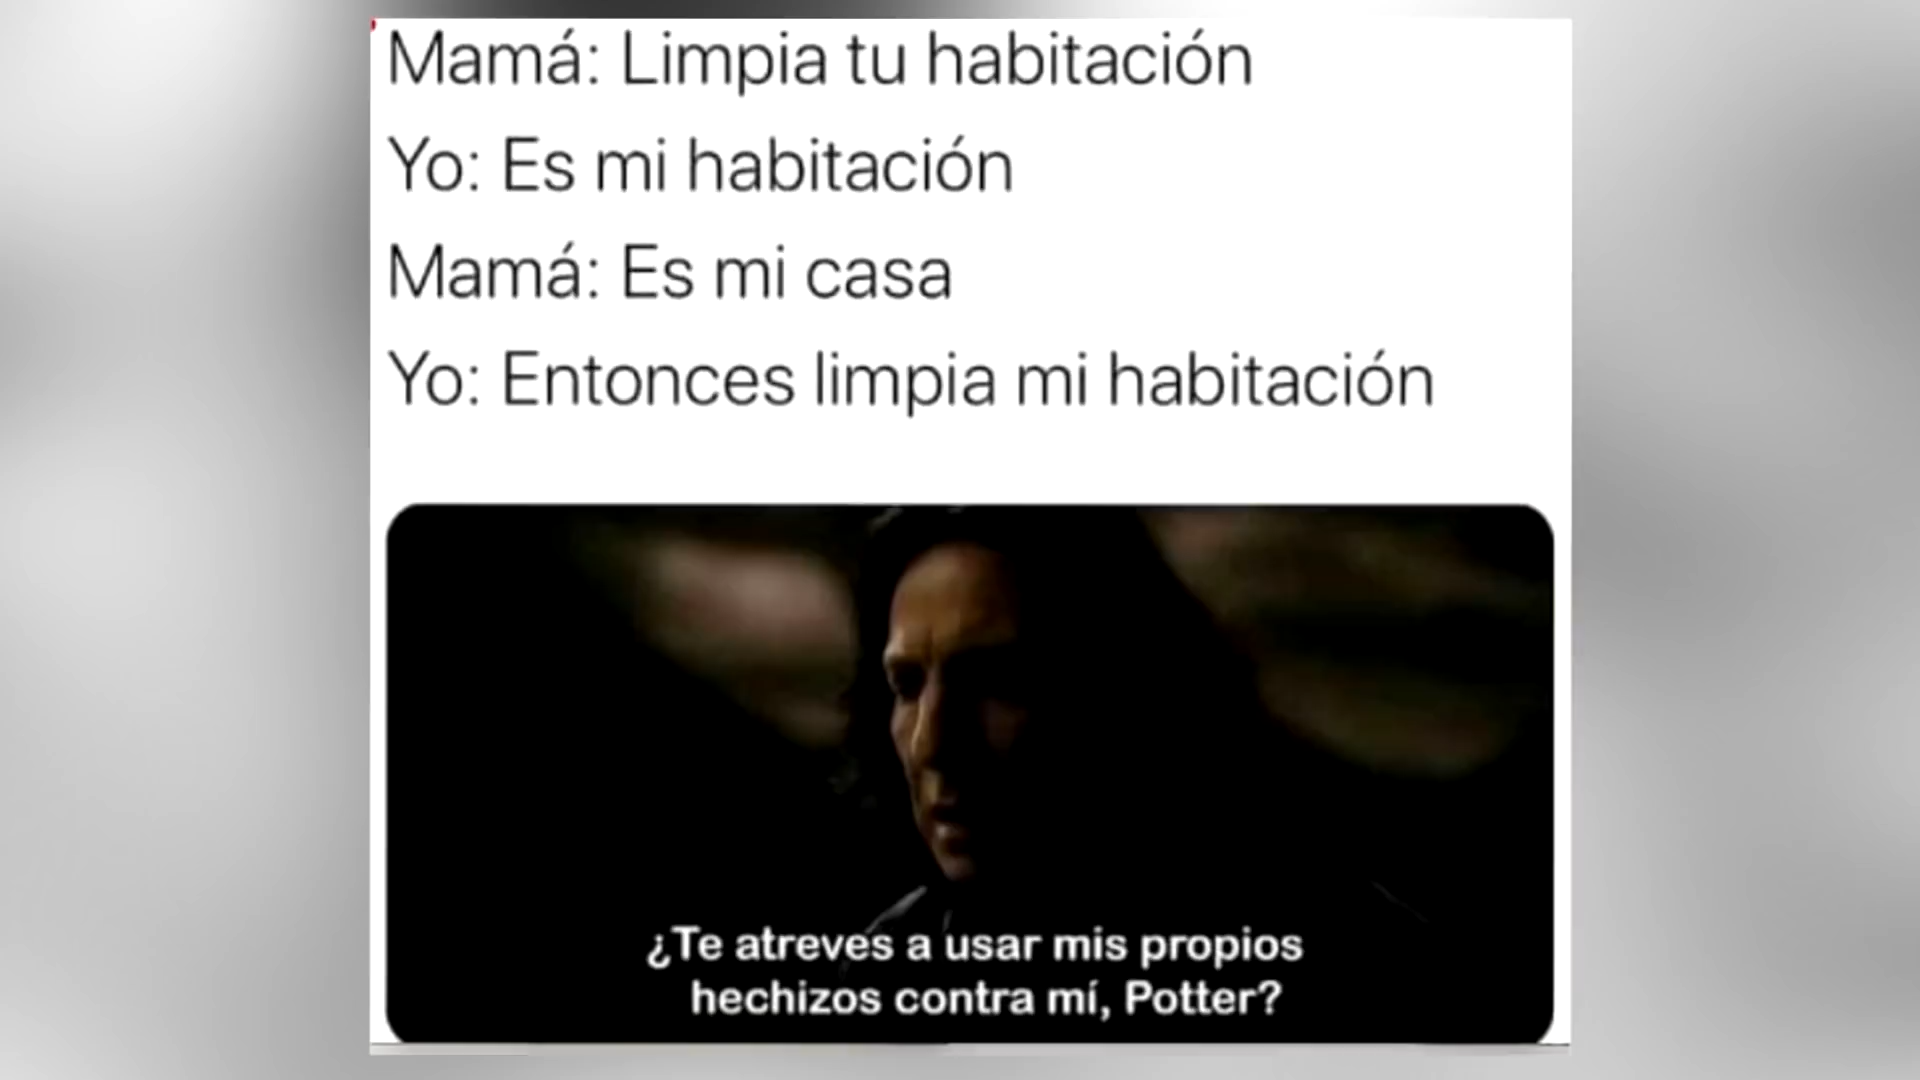 Mamá: Limpia tu habitación
Yo: Es mi habitación
Mamá: Es mi casa
Yo: Entonces limpia mi habitación
¿Te atreves a usar mis propios
hechizos contra mí, Potter?